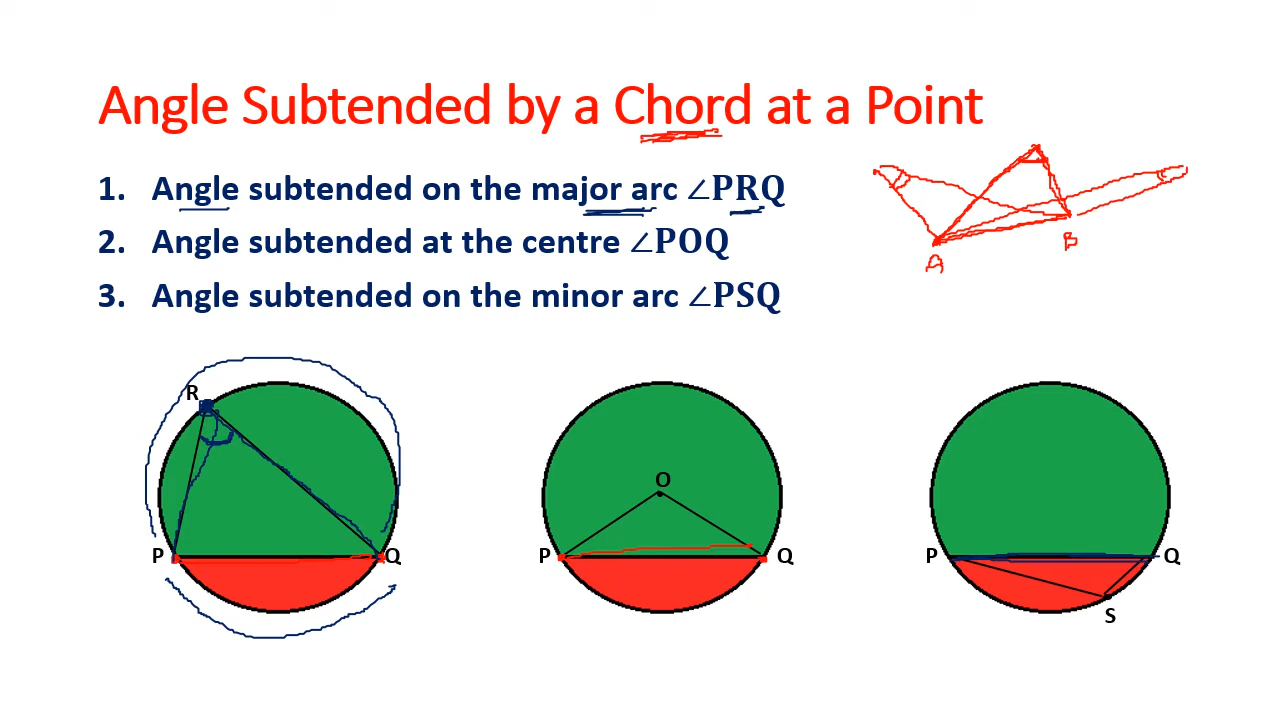 Angle Subtended by a Chord at a Point
1. Angle subtended on the major arc ∠PRQ
2. Angle subtended at the centre ∠POQ
3. Angle subtended on the minor arc ∠PSQ
A
B
R
P
Q
O
P
Q
P
Q
S